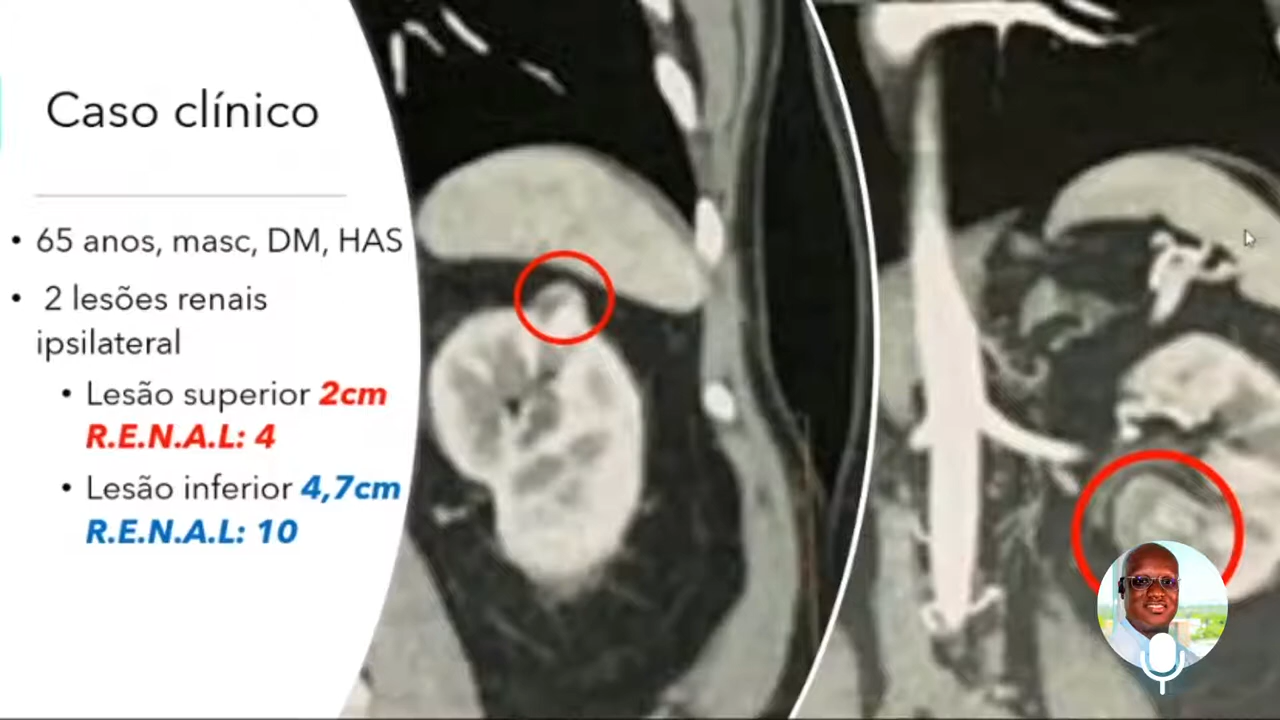 Caso clínico
• 65 anos, masc, DM, HAS
• 2 lesões renais
ipsilateral
• Lesão superior 2cm
R.E.N.A.L: 4
• Lesão inferior 4,7cm
R.E.N.A.L: 10